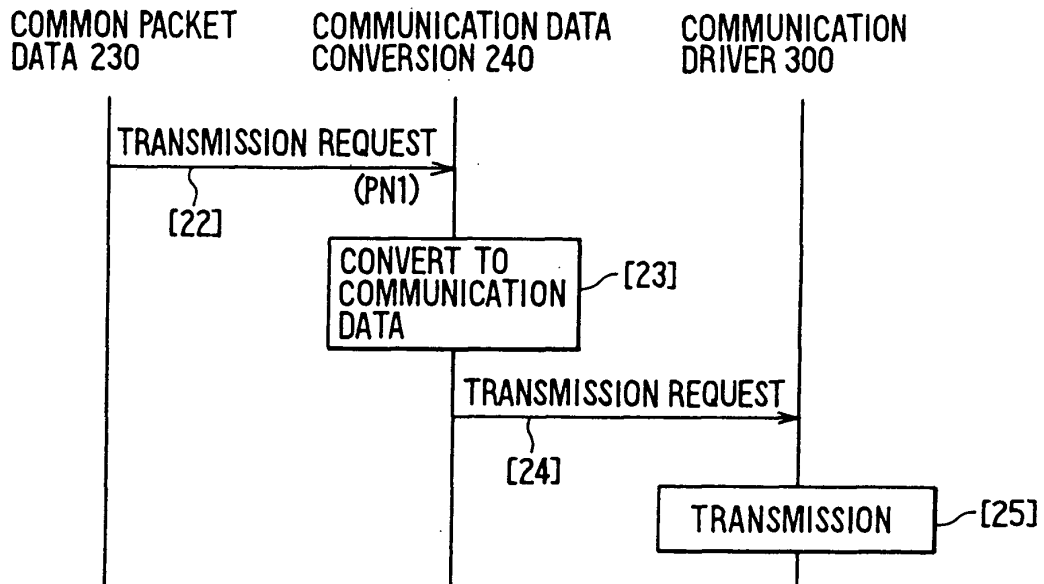 COMMON PACKET
DATA 230
COMMUNICATION DATA
CONVERSION 240
COMMUNICATION
DRIVER 300
TRANSMISSION REQUEST
(PN1)
[22]
CONVERT TO
COMMUNICATION
DATA
[23]
TRANSMISSION REQUEST
[24]
TRANSMISSION
[25]